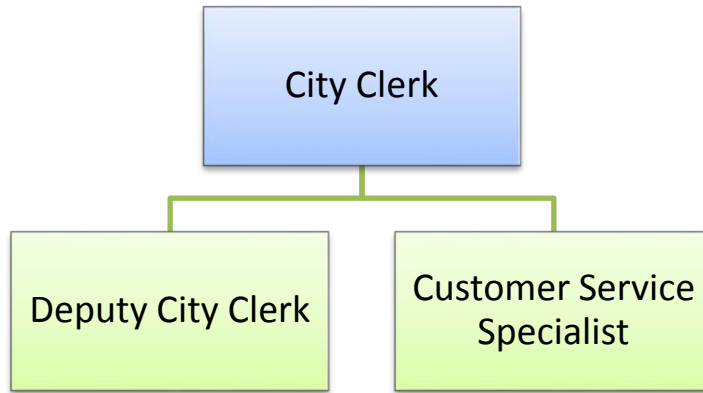 City Clerk
Deputy City Clerk
Customer Service
Specialist